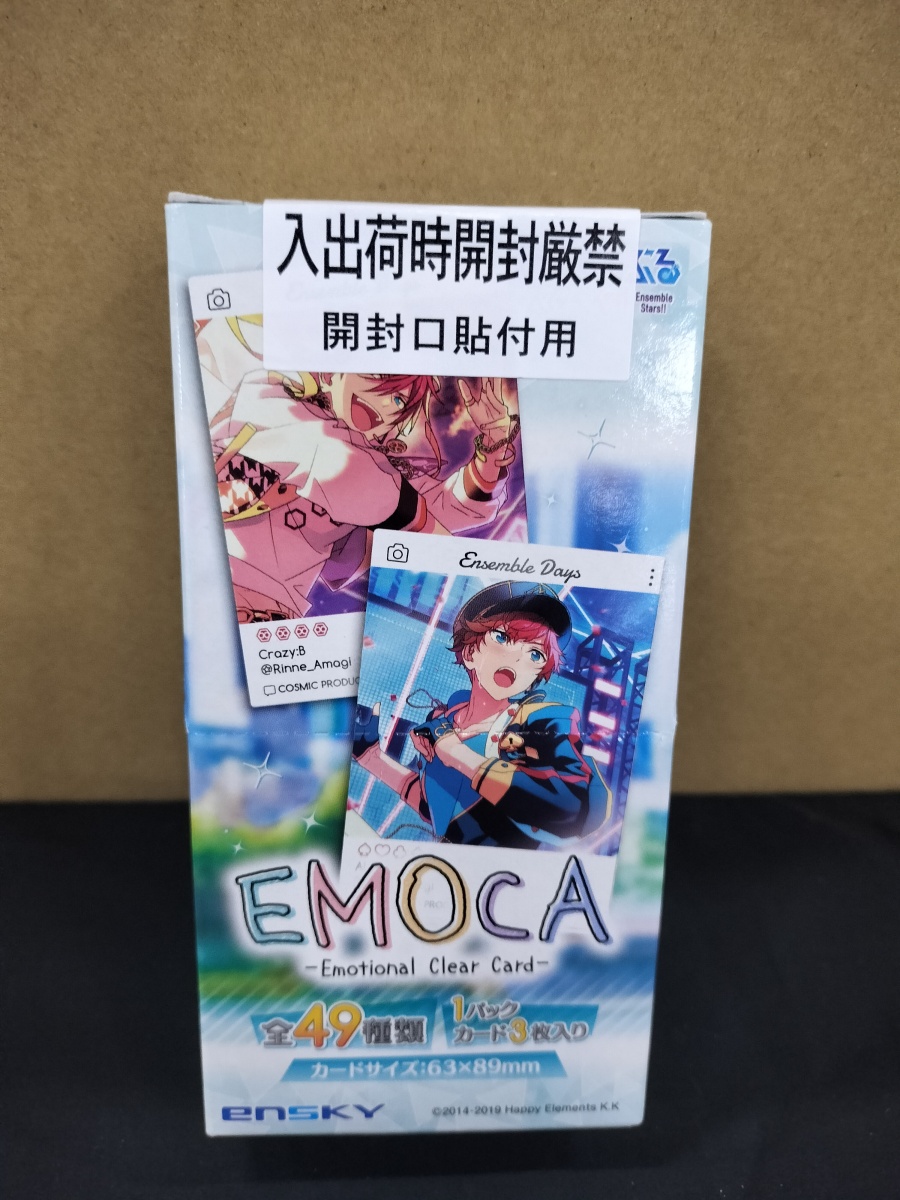 入出荷時開封厳禁
開封口貼付用
Ensemble
Stars!!
Crazy:B
@Rinne_Amagi
COSMIC
Ensemble Days
EMOCA
-Emotional Clear Card-
全49種類
1パック
カード3枚入り
カードサイズ:63×89mm
ensky
©2014-2019 Happy Elements K.K